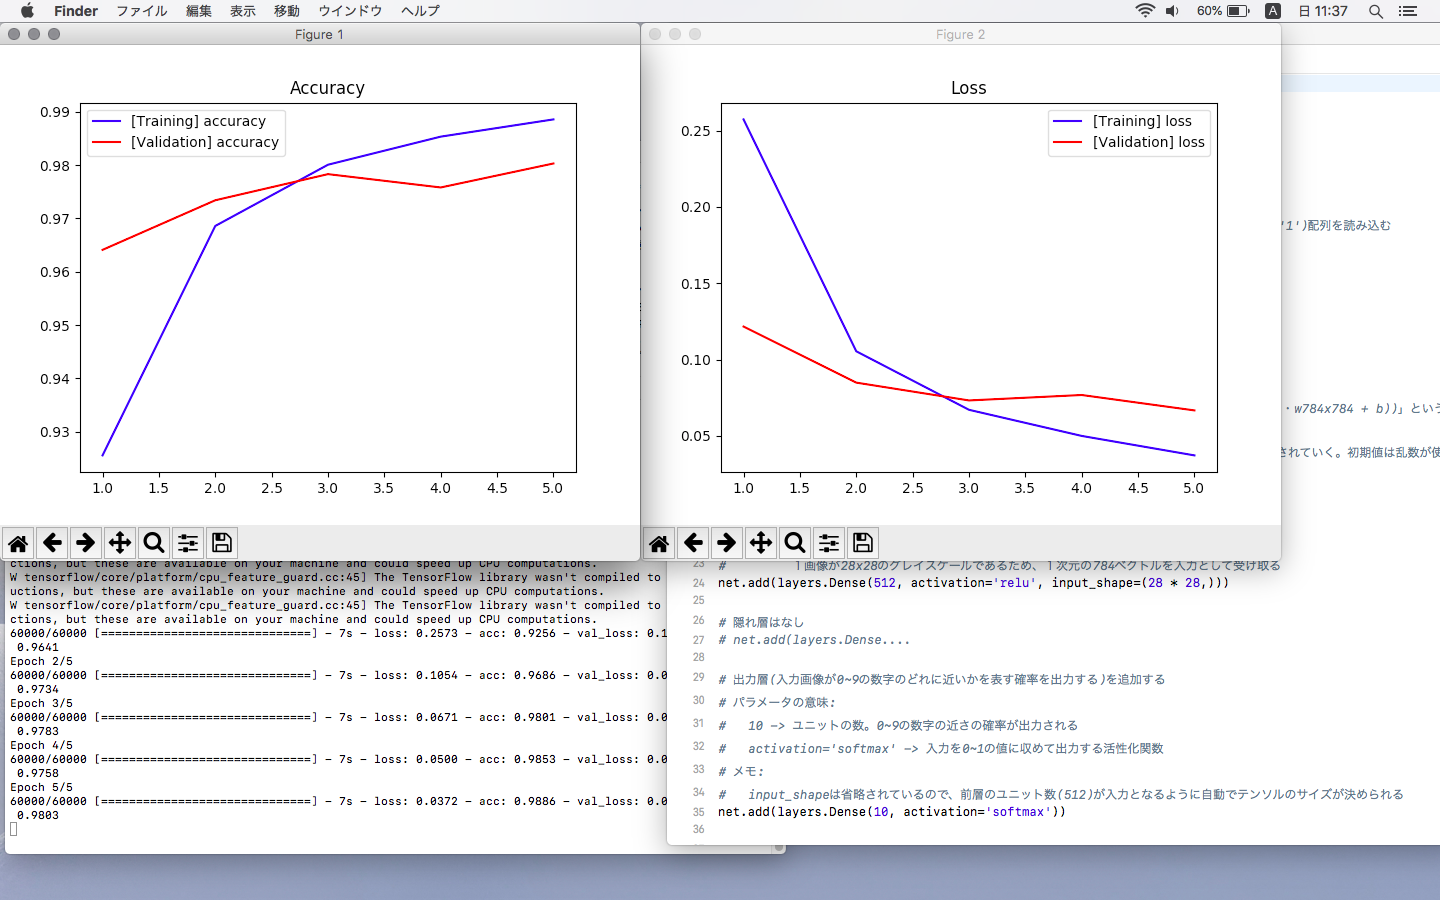 Finder ファイル 編集 表示 移動 ウインドウ ヘルプ 60% A 日 11:37
Figure 1
Accuracy
[Training] accuracy
[Validation] accuracy
0.99
0.98
0.97
0.96
0.95
0.94
0.93
1.0 1.5 2.0 2.5 3.0 3.5 4.0 4.5 5.0
Figure 2
Loss
[Training] loss
[Validation] loss
0.25
0.20
0.15
0.10
0.05
1.0 1.5 2.0 2.5 3.0 3.5 4.0 4.5 5.0
'1')配列を読み込む
・w784x784 + b))」という
されていく。初期値は乱数が使
ctions, but these are available on your machine and could speed up CPU computations.
W tensorflow/core/platform/cpu_feature_guard.cc:45] The TensorFlow library wasn't compiled to
uctions, but these are available on your machine and could speed up CPU computations.
W tensorflow/core/platform/cpu_feature_guard.cc:45] The TensorFlow library wasn't compiled to
ctions, but these are available on your machine and could speed up CPU computations.
60000/60000 [==============================] - 7s - loss: 0.2573 - acc: 0.9256 - val_loss: 0.1
0.9641
Epoch 2/5
60000/60000 [==============================] - 7s - loss: 0.1054 - acc: 0.9686 - val_loss: 0.0
0.9734
Epoch 3/5
60000/60000 [==============================] - 7s - loss: 0.0671 - acc: 0.9801 - val_loss: 0.0
0.9783
Epoch 4/5
60000/60000 [==============================] - 7s - loss: 0.0500 - acc: 0.9853 - val_loss: 0.0
0.9758
Epoch 5/5
60000/60000 [==============================] - 7s - loss: 0.0372 - acc: 0.9886 - val_loss: 0.0
0.9803
23 # 1画像が28x28のグレイスケールであるため、1次元の784ベクトルを入力として受け取る
24 net.add(layers.Dense(512, activation='relu', input_shape=(28 * 28,)))
25
26 # 隠れ層はなし
27 # net.add(layers.Dense....
28
29 # 出力層(入力画像が0~9の数字のどれに近いかを表す確率を出力する)を追加する
30 # パラメータの意味:
31 # 10 -> ユニットの数。0~9の数字の近さの確率が出力される
32 # activation='softmax' -> 入力を0~1の値に収めて出力する活性化関数
33 # メモ:
34 # input_shapeは省略されているので、前層のユニット数(512)が入力となるように自動でテンソルのサイズが決められる
35 net.add(layers.Dense(10, activation='softmax'))
36